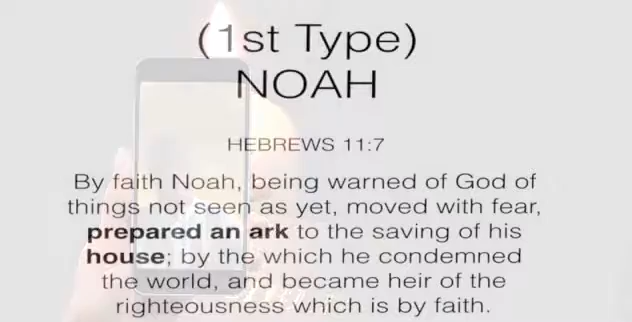 (1st Type)
NOAH
HEBREWS 11:7
By faith Noah, being warned of God of
things not seen as yet, moved with fear,
prepared an ark to the saving of his
house; by the which he condemned
the world, and became heir of the
righteousness which is by faith.